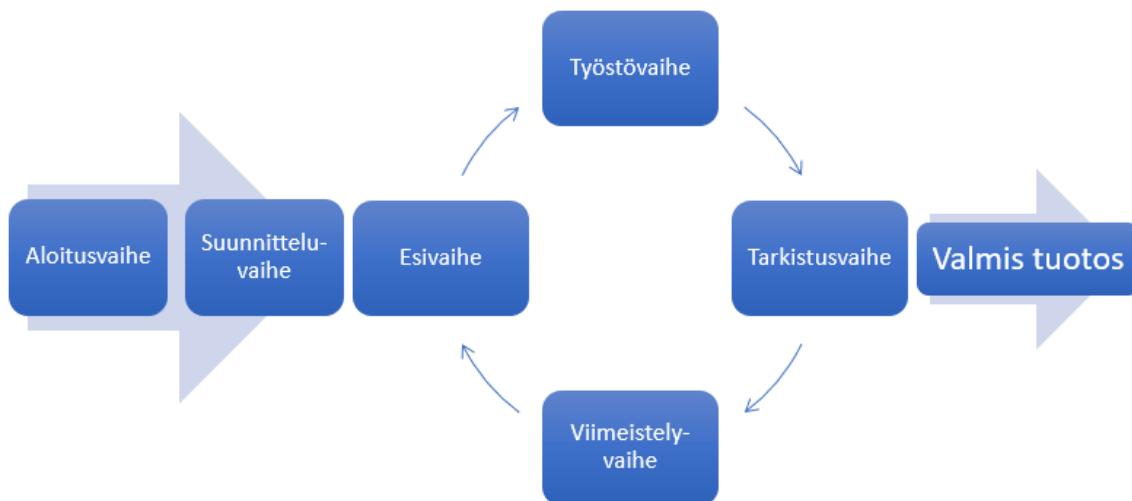 Työstövaihe
Aloitusvaihe
Suunnittelu-
vaihe
Esivaihe
Tarkistusvaihe
Valmis tuotos
Viimeistely-
vaihe